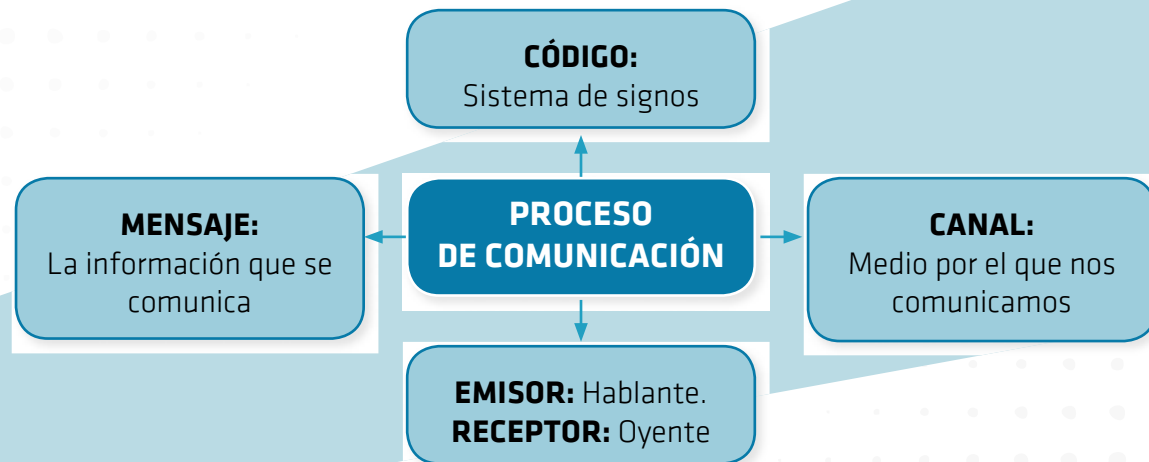 CÓDIGO:
Sistema de signos
MENSAJE:
La información que se
comunica
PROCESO
DE COMUNICACIÓN
CANAL:
Medio por el que nos
comunicamos
EMISOR: Hablante.
RECEPTOR: Oyente